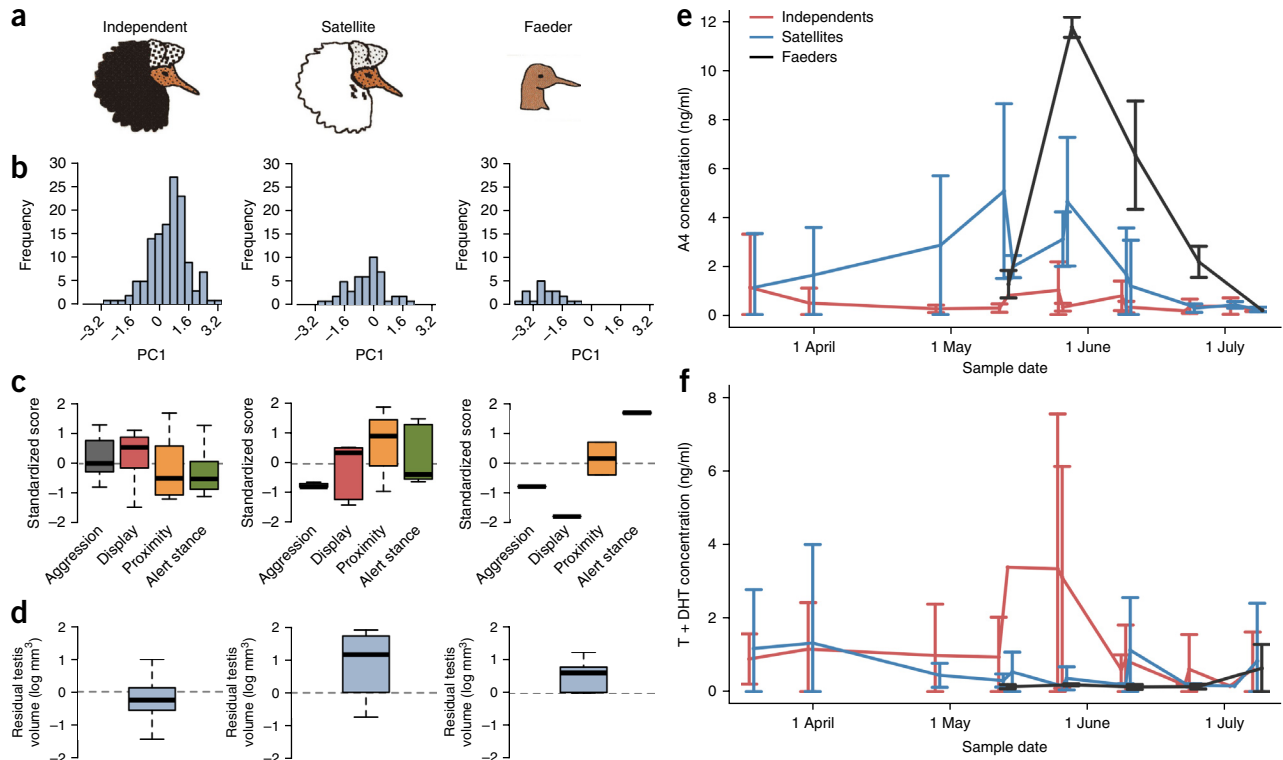 a
Independent
Satellite
Faeder
b
Frequency
30
25
20
15
10
5
0
−3.2
−1.6
0
1.6
3.2
PC1
Frequency
30
25
20
15
10
5
0
−3.2
−1.6
0
1.6
3.2
PC1
Frequency
30
25
20
15
10
5
0
−3.2
−1.6
0
1.6
3.2
PC1
c
Standardized score
2
1
0
−1
−2
Aggression
Display
Proximity
Alert stance
Standardized score
2
1
0
−1
−2
Aggression
Display
Proximity
Alert stance
Standardized score
2
1
0
−1
−2
Aggression
Display
Proximity
Alert stance
d
Residual testis
volume (log mm³)
2
1
0
−1
−2
Residual testis
volume (log mm³)
2
1
0
−1
−2
Residual testis
volume (log mm³)
2
1
0
−1
−2
e
Independents
Satellites
Faeders
A4 concentration (ng/ml)
12
10
8
6
4
2
0
1 April
1 May
1 June
1 July
Sample date
f
T + DHT concentration (ng/ml)
8
6
4
2
0
1 April
1 May
1 June
1 July
Sample date